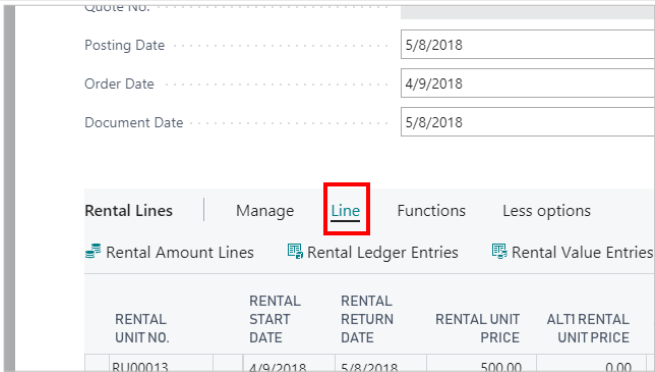 Quote No.
Posting Date 5/8/2018
Order Date 4/9/2018
Document Date 5/8/2018
Rental Lines Manage Line Functions Less options
Rental Amount Lines Rental Ledger Entries Rental Value Entries
RENTAL UNIT NO. RENTAL START DATE RENTAL RETURN DATE RENTAL UNIT PRICE ALT1 RENTAL UNIT PRICE
RU00013 4/9/2018 5/8/2018 500.00 0.00